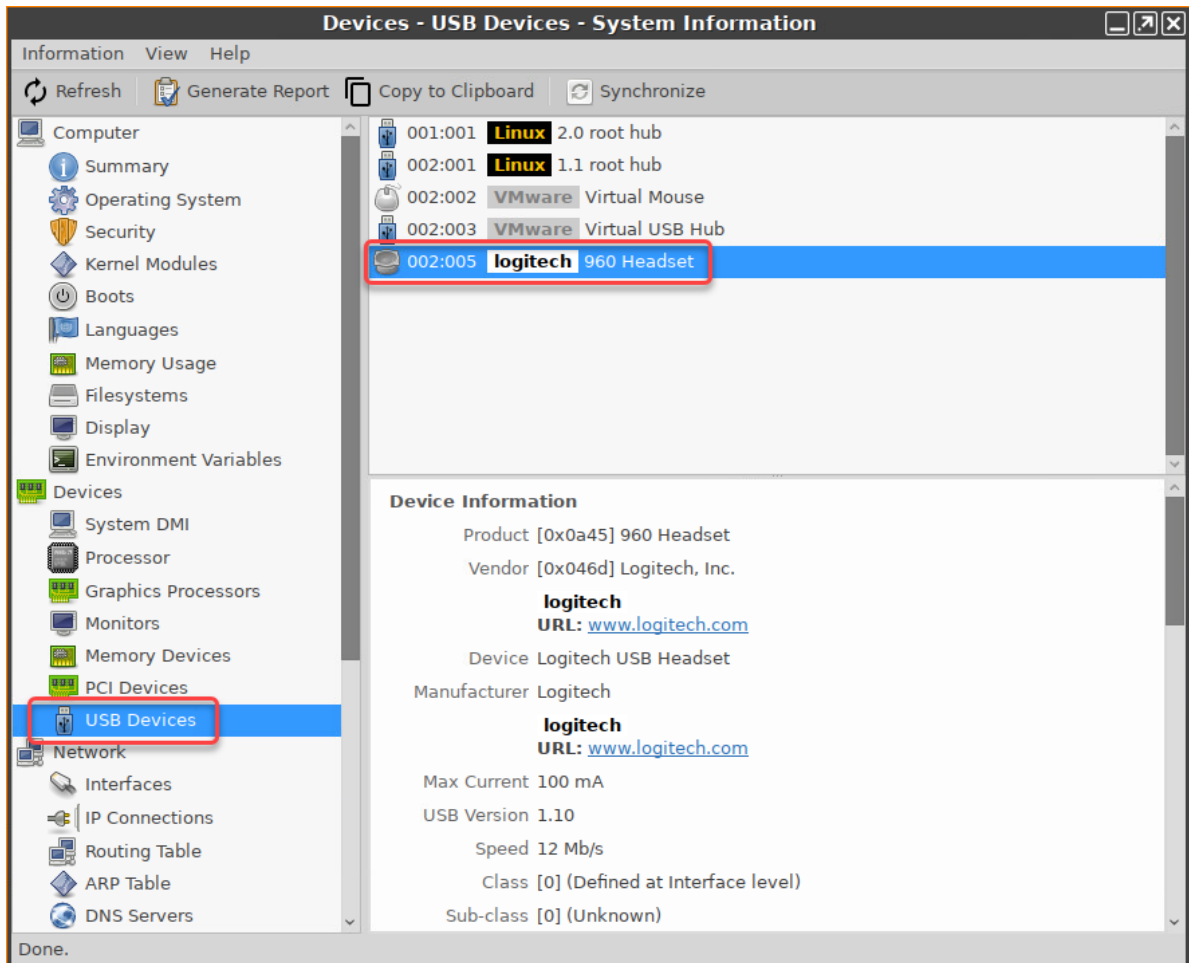 Devices - USB Devices - System Information
Information View Help
Refresh Generate Report Copy to Clipboard Synchronize
Computer
Summary
Operating System
Security
Kernel Modules
Boots
Languages
Memory Usage
Filesystems
Display
Environment Variables
Devices
System DMI
Processor
Graphics Processors
Monitors
Memory Devices
PCI Devices
USB Devices
Network
Interfaces
IP Connections
Routing Table
ARP Table
DNS Servers
001:001 Linux 2.0 root hub
002:001 Linux 1.1 root hub
002:002 VMware Virtual Mouse
002:003 VMware Virtual USB Hub
002:005 logitech 960 Headset
Device Information
Product [0x0a45] 960 Headset
Vendor [0x046d] Logitech, Inc.
logitech
URL: www.logitech.com
Device Logitech USB Headset
Manufacturer Logitech
logitech
URL: www.logitech.com
Max Current 100 mA
USB Version 1.10
Speed 12 Mb/s
Class [0] (Defined at Interface level)
Sub-class [0] (Unknown)
Done.